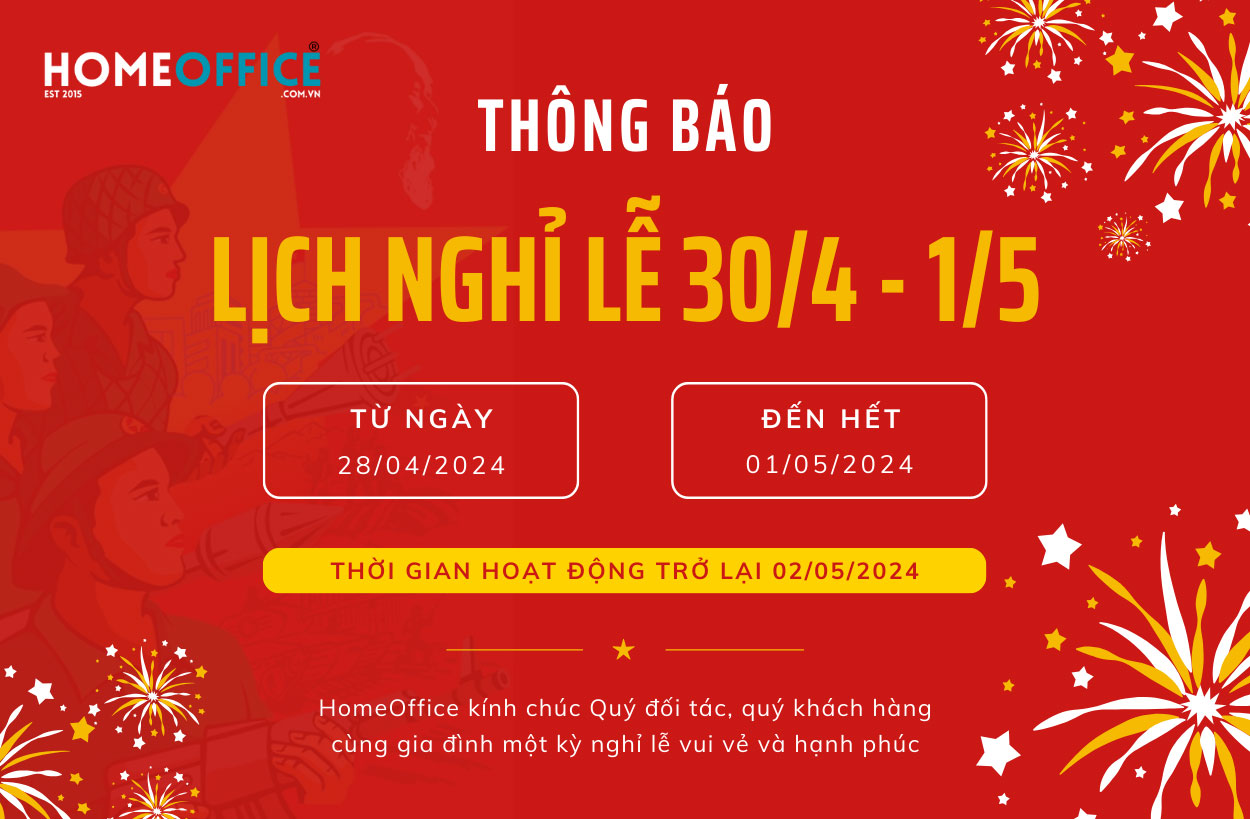 HOMEOFFICE®
EST 2015 .COM.VN
THÔNG BÁO
LỊCH NGHỈ LỄ 30/4 - 1/5
TỪ NGÀY
28/04/2024
ĐẾN HẾT
01/05/2024
THỜI GIAN HOẠT ĐỘNG TRỞ LẠI 02/05/2024
HomeOffice kính chúc Quý đối tác, quý khách hàng
cùng gia đình một kỳ nghỉ lễ vui vẻ và hạnh phúc